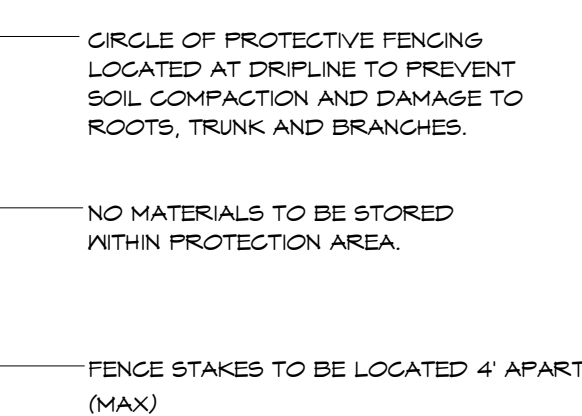 CIRCLE OF PROTECTIVE FENCING
LOCATED AT DRIPLINE TO PREVENT
SOIL COMPACTION AND DAMAGE TO
ROOTS, TRUNK AND BRANCHES.
NO MATERIALS TO BE STORED
WITHIN PROTECTION AREA.
FENCE STAKES TO BE LOCATED 4' APART
(MAX)